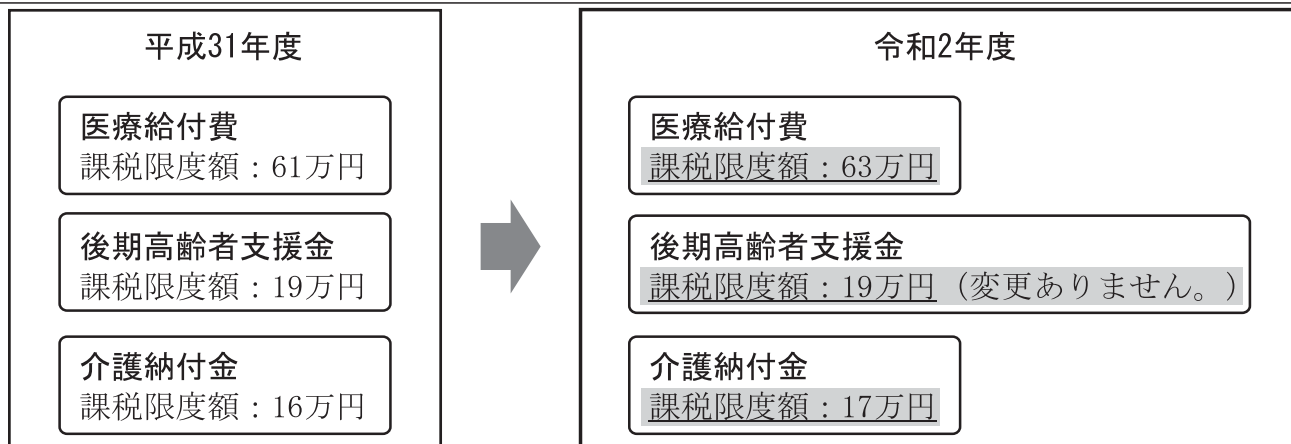 平成31年度
医療給付費
課税限度額：61万円
後期高齢者支援金
課税限度額：19万円
介護納付金
課税限度額：16万円
令和2年度
医療給付費
課税限度額：63万円
後期高齢者支援金
課税限度額：19万円（変更ありません。）
介護納付金
課税限度額：17万円